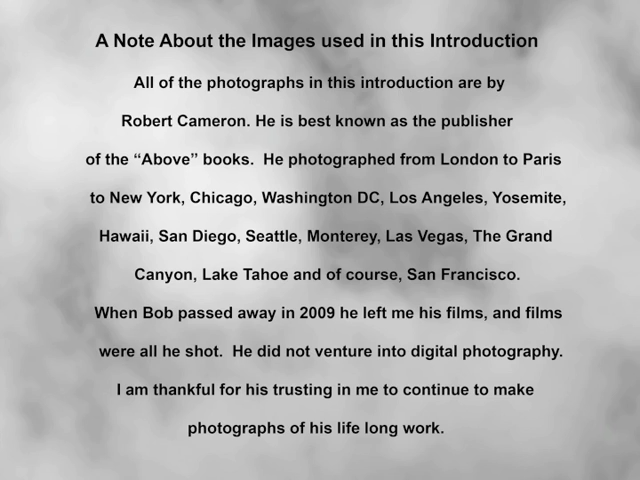 A Note About the Images used in this Introduction
All of the photographs in this introduction are by
Robert Cameron. He is best known as the publisher
of the “Above” books.  He photographed from London to Paris
to New York, Chicago, Washington DC, Los Angeles, Yosemite,
Hawaii, San Diego, Seattle, Monterey, Las Vegas, The Grand
Canyon, Lake Tahoe and of course, San Francisco.
When Bob passed away in 2009 he left me his films, and films
were all he shot.  He did not venture into digital photography.
I am thankful for his trusting in me to continue to make
photographs of his life long work.